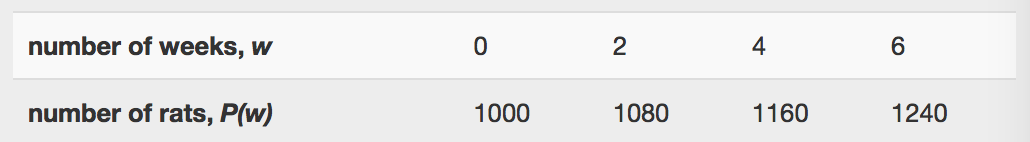 number of weeks, w 0 2 4 6
number of rats, P(w) 1000 1080 1160 1240